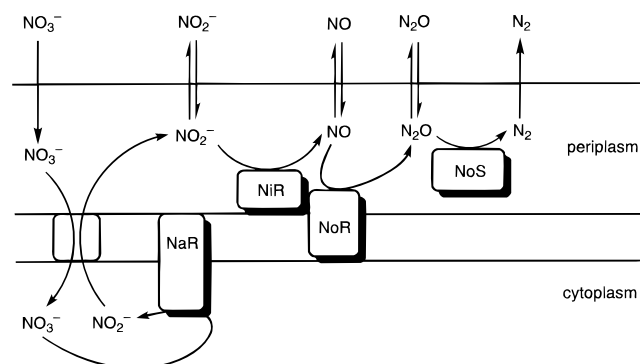 NO₃⁻ NO₂⁻ NO N₂O N₂
NO₃⁻ NO₂⁻ NO N₂O N₂
periplasm
NiR
NoS
NaR
NoR
cytoplasm
NO₃⁻ NO₂⁻